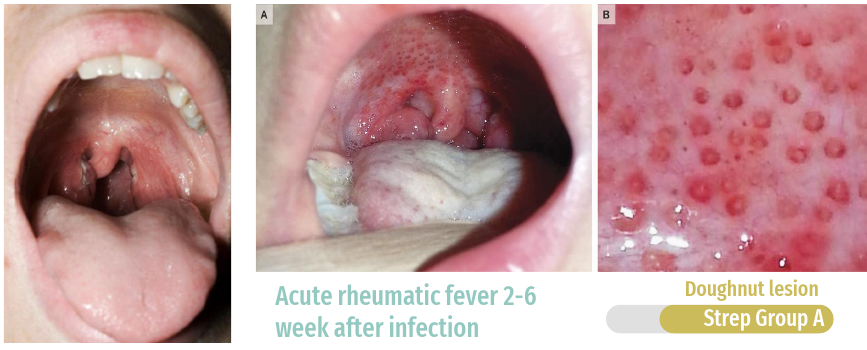 A
B
Acute rheumatic fever 2-6
week after infection
Doughnut lesion
Strep Group A